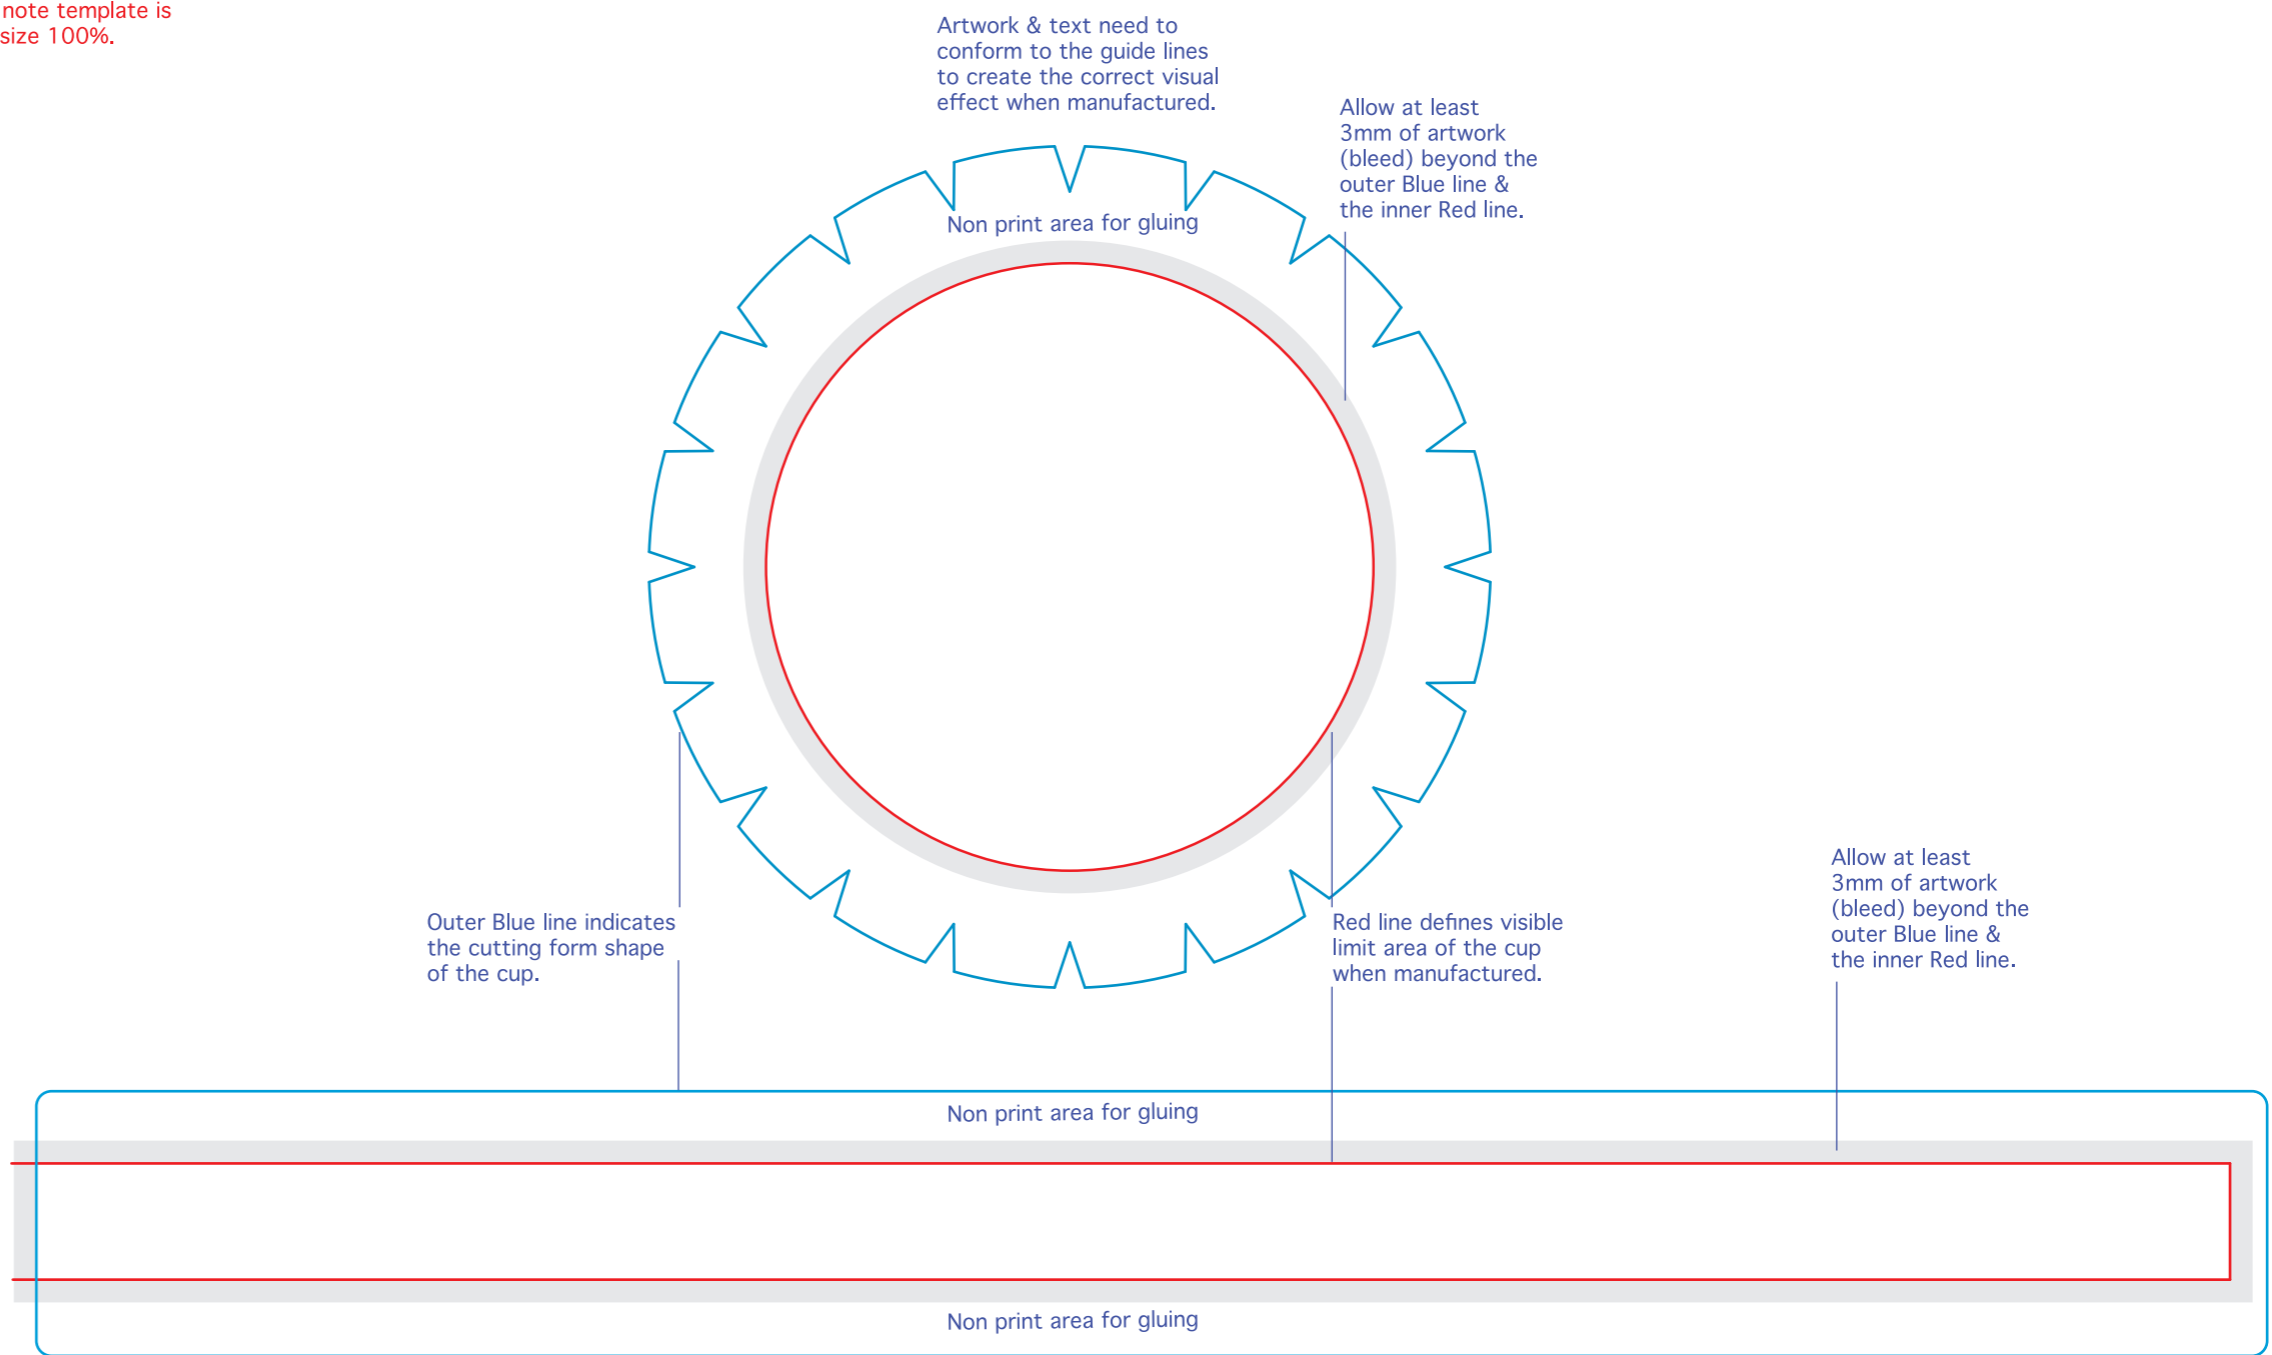 note template is
size 100%.
Artwork & text need to
conform to the guide lines
to create the correct visual
effect when manufactured.
Allow at least
3mm of artwork
(bleed) beyond the
outer Blue line &
the inner Red line.
Non print area for gluing
Outer Blue line indicates
the cutting form shape
of the cup.
Red line defines visible
limit area of the cup
when manufactured.
Allow at least
3mm of artwork
(bleed) beyond the
outer Blue line &
the inner Red line.
Non print area for gluing
Non print area for gluing